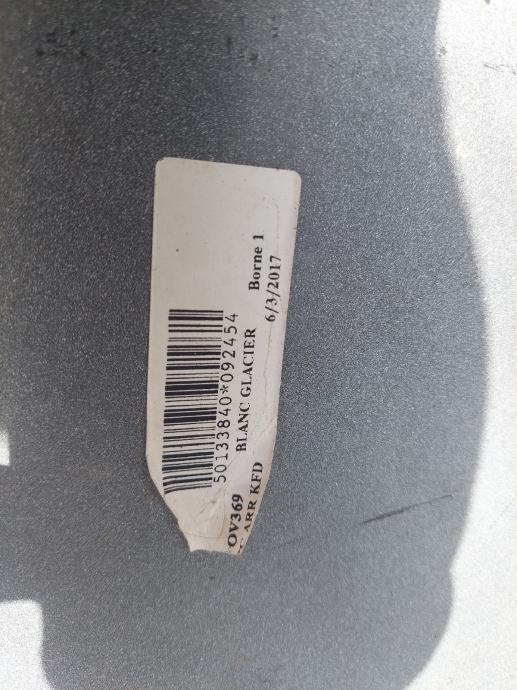 50133840*092454
OV369 BLANC GLACIER Borne 1
ARR KFD 6/3/2017